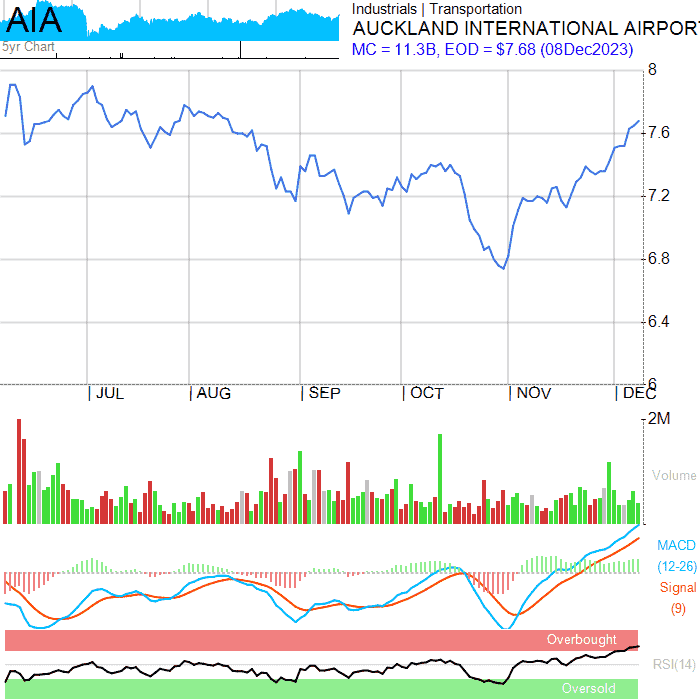 AIA
5yr Chart
Industrials | Transportation
AUCKLAND INTERNATIONAL AIRPORT
MC = 11.3B, EOD = $7.68 (08Dec2023)
8
7.6
7.2
6.8
6.4
6
| JUL | AUG | SEP | OCT | NOV | DEC
2M
Volume
MACD
(12-26)
Signal
(9)
Overbought
RSI(14)
Oversold